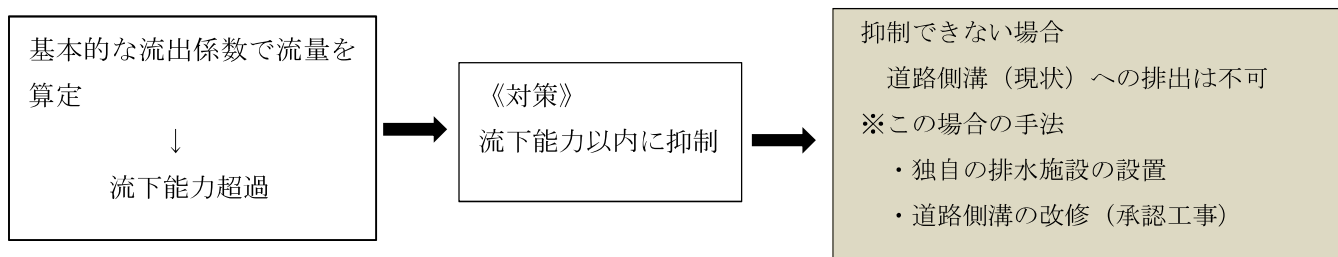 基本的な流出係数で流量を
算定
↓
流下能力超過
《対策》
流下能力以内に抑制
抑制できない場合
道路側溝（現状）への排出は不可
※この場合の手法
・独自の排水施設の設置
・道路側溝の改修（承認工事）